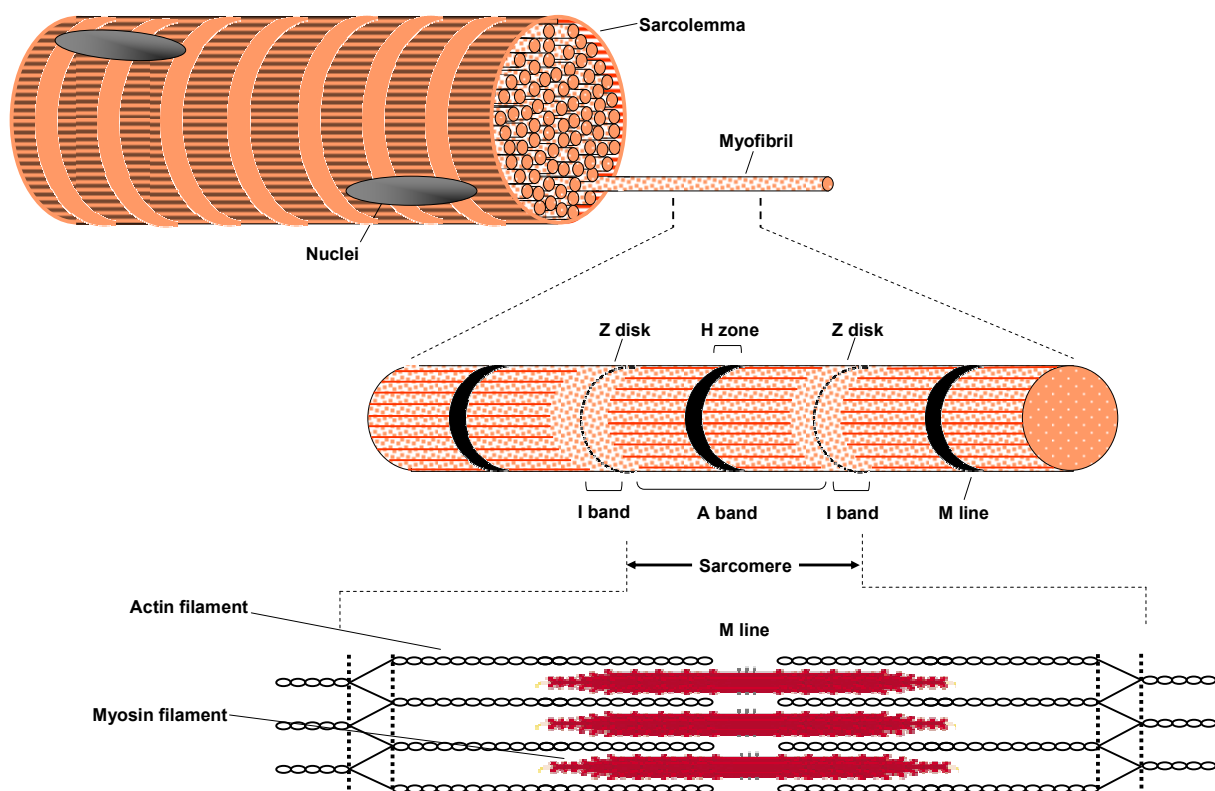 Sarcolemma
Myofibril
Nuclei
Z disk
H zone
Z disk
I band
A band
I band
M line
Sarcomere
Actin filament
M line
Myosin filament